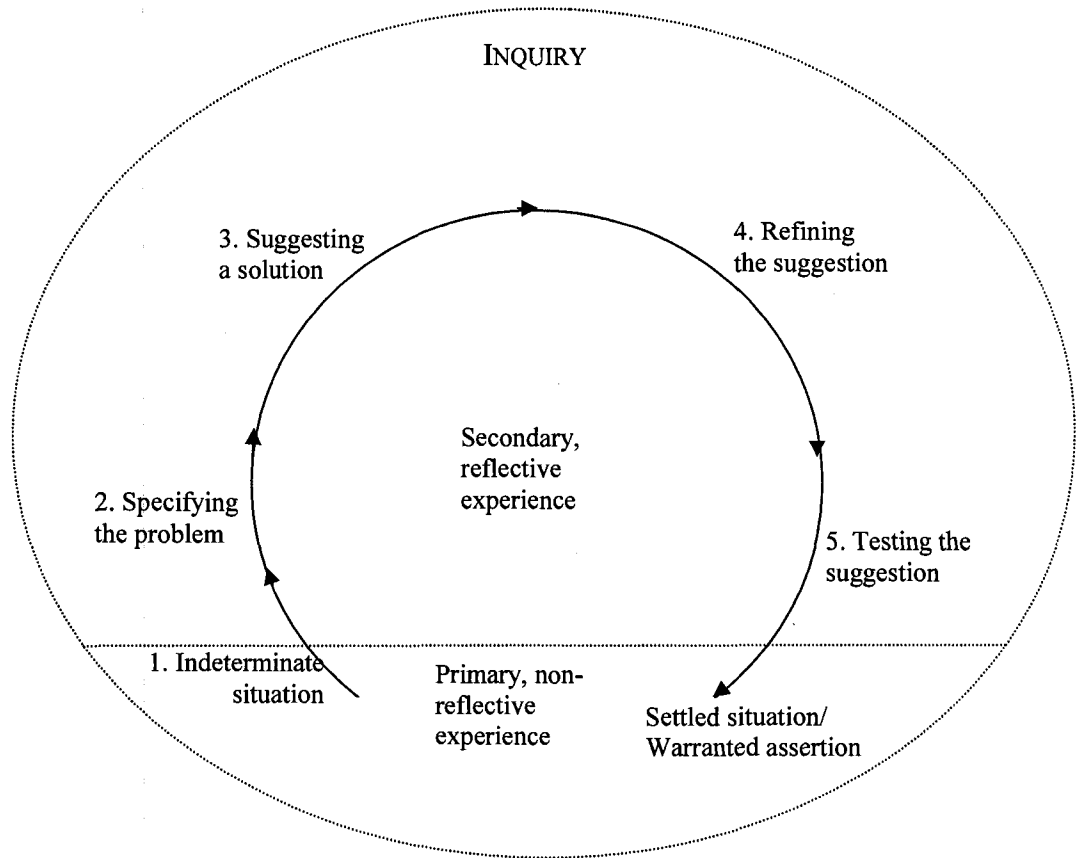 INQUIRY
3. Suggesting
a solution
4. Refining
the suggestion
Secondary,
reflective
experience
2. Specifying
the problem
5. Testing the
suggestion
1. Indeterminate
situation
Primary, non-
reflective
experience
Settled situation/
Warranted assertion